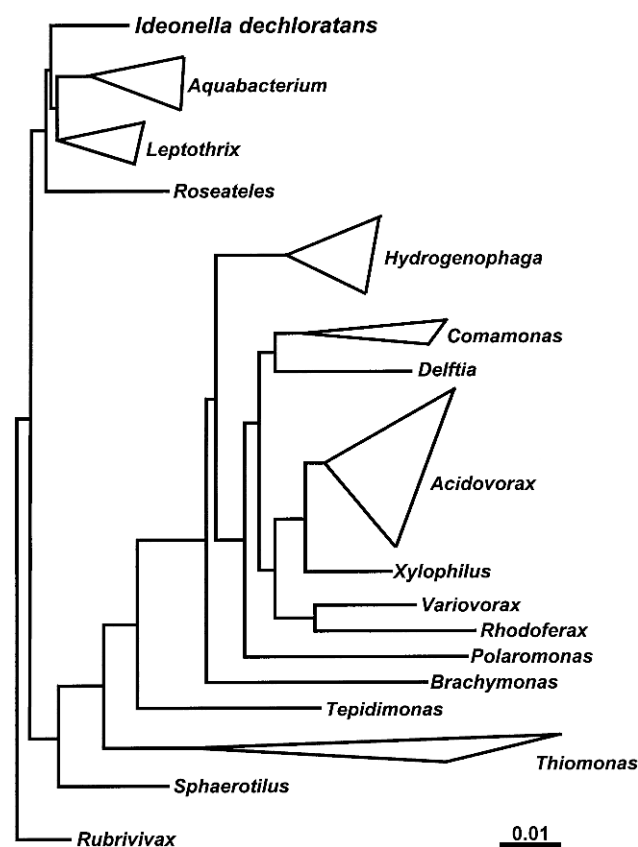 Ideonella dechloratans
Aquabacterium
Leptothrix
Roseateles
Hydrogenophaga
Comamonas
Delftia
Acidovorax
Xylophilus
Variovorax
Rhodoferax
Polaromonas
Brachymonas
Tepidimonas
Thiomonas
Sphaerotilus
Rubrivivax
0.01